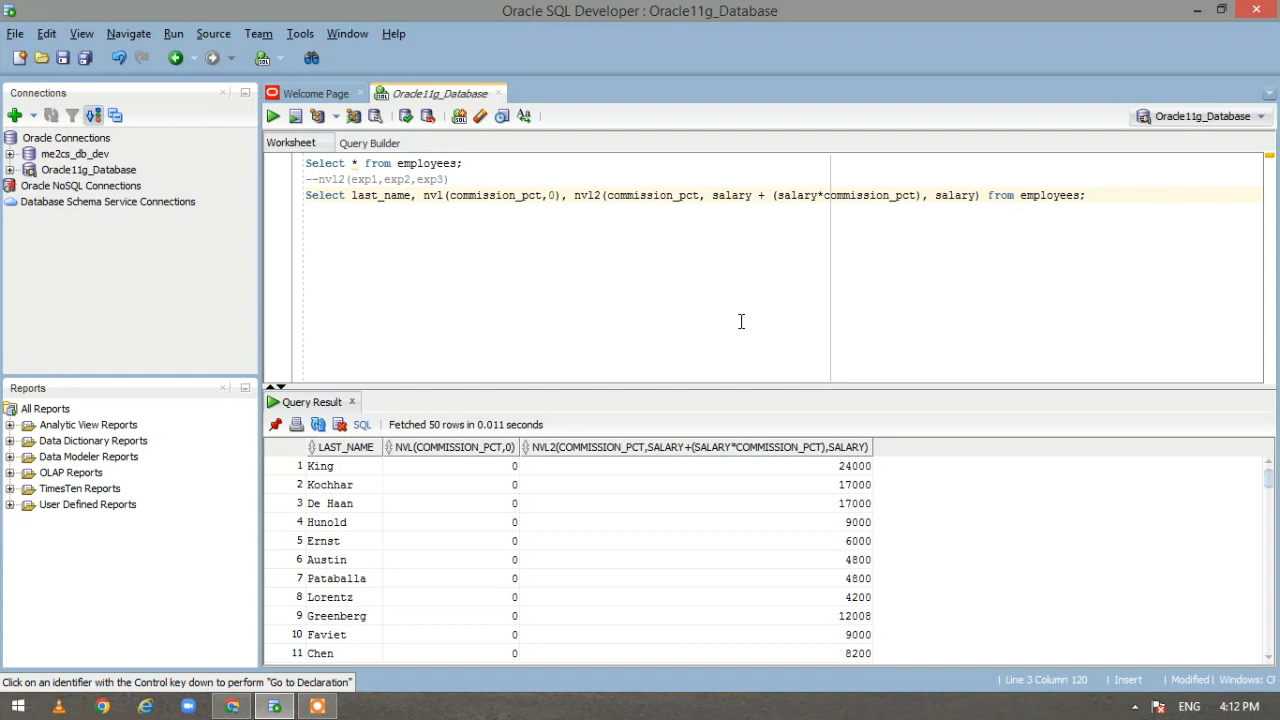 Oracle SQL Developer : Oracle11g_Database
File Edit View Navigate Run Source Team Tools Window Help
Connections
Welcome Page
Oracle11g_Database
Oracle11g_Database
Oracle Connections
me2cs_db_dev
Oracle11g_Database
Oracle NoSQL Connections
Database Schema Service Connections
Worksheet Query Builder
Select * from employees;
--nvl2(exp1,exp2,exp3)
Select last_name, nvl(commission_pct,0), nvl2(commission_pct, salary + (salary*commission_pct), salary) from employees;
Reports
All Reports
Analytic View Reports
Data Dictionary Reports
Data Modeler Reports
OLAP Reports
TimesTen Reports
User Defined Reports
Query Result
SQL Fetched 50 rows in 0.011 seconds
LAST_NAME NVL(COMMISSION_PCT,0) NVL2(COMMISSION_PCT,SALARY+(SALARY*COMMISSION_PCT),SALARY)
1 King 0 24000
2 Kochhar 0 17000
3 De Haan 0 17000
4 Hunold 0 9000
5 Ernst 0 6000
6 Austin 0 4800
7 Pataballa 0 4800
8 Lorentz 0 4200
9 Greenberg 0 12008
10 Faviet 0 9000
11 Chen 0 8200
Click on an identifier with the Control key down to perform "Go to Declaration"
Line 3 Column 120 Insert Modified Windows: CF
ENG 4:12 PM